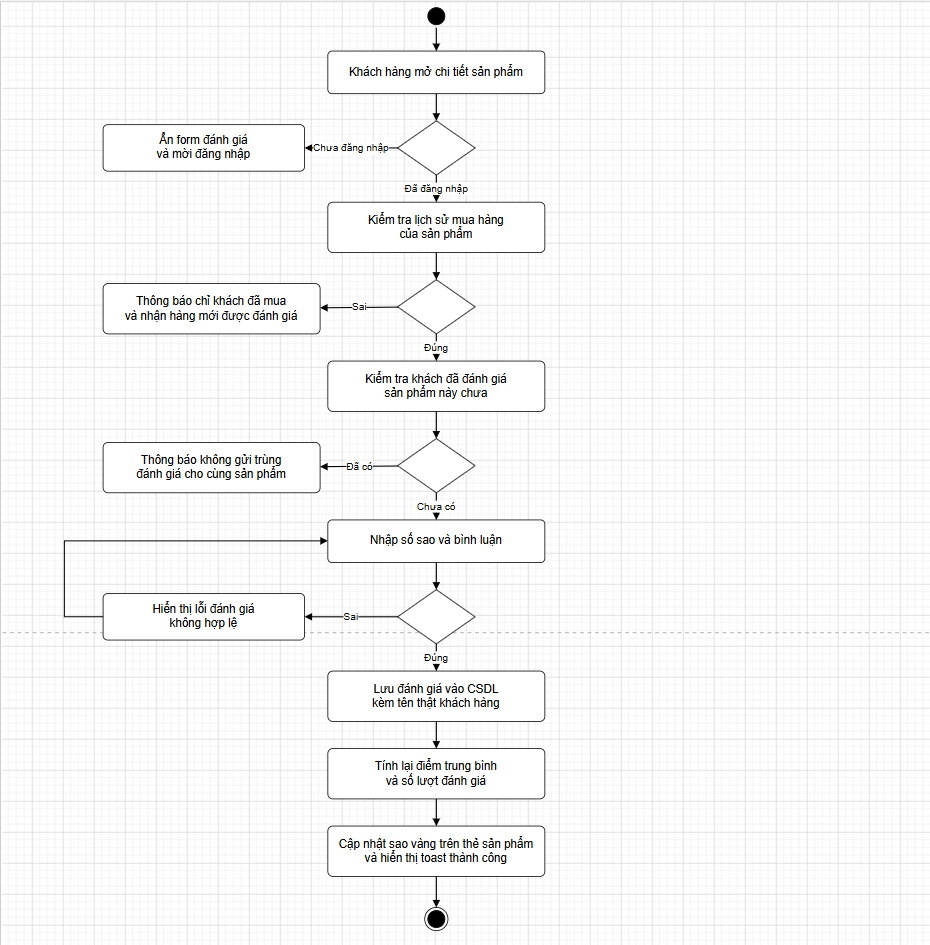 Khách hàng mở chi tiết sản phẩm
Ẩn form đánh giá
và mời đăng nhập
Chưa đăng nhập
Đã đăng nhập
Kiểm tra lịch sử mua hàng
của sản phẩm
Thông báo chỉ khách đã mua
và nhận hàng mới được đánh giá
Sai
Đúng
Kiểm tra khách đã đánh giá
sản phẩm này chưa
Thông báo không gửi trùng
đánh giá cho cùng sản phẩm
Đã có
Chưa có
Nhập số sao và bình luận
Hiển thị lỗi đánh giá
không hợp lệ
Sai
Đúng
Lưu đánh giá vào CSDL
kèm tên thật khách hàng
Tính lại điểm trung bình
và số lượt đánh giá
Cập nhật sao vàng trên thẻ sản phẩm
và hiển thị toast thành công